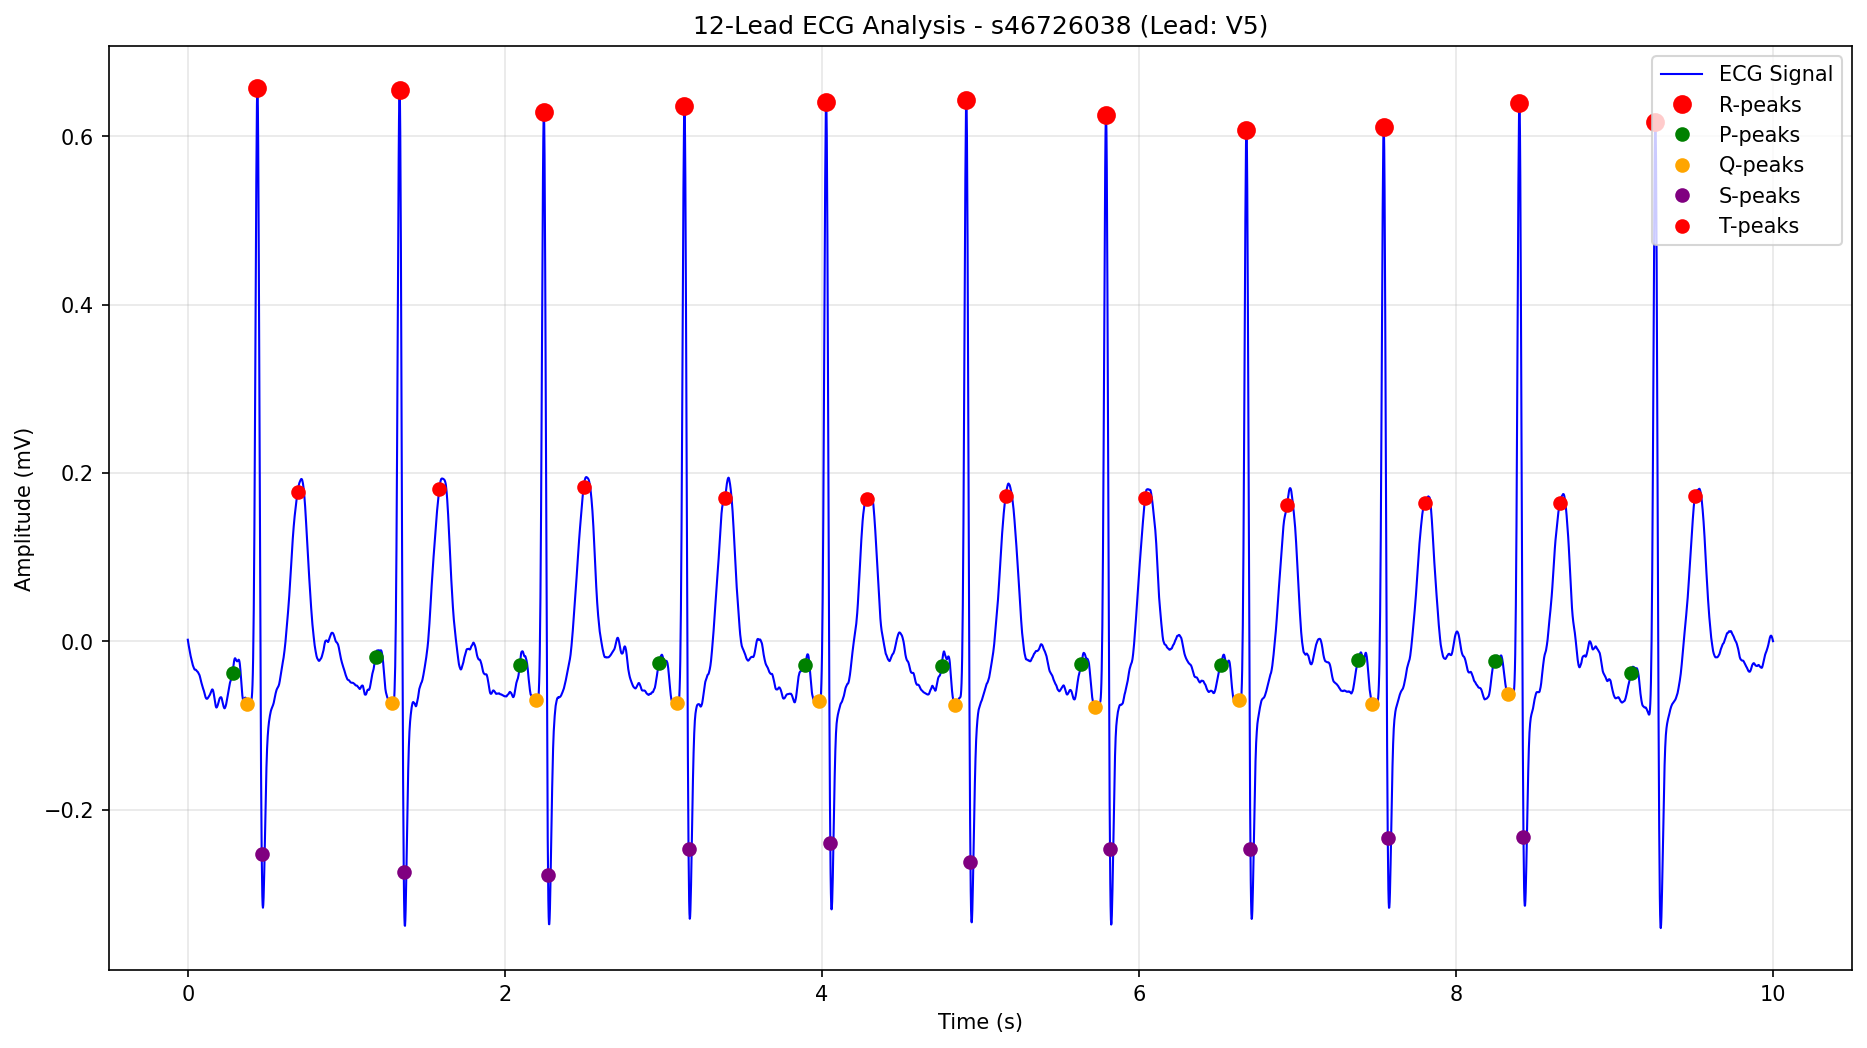 12-Lead ECG Analysis - s46726038 (Lead: V5)
ECG Signal
R-peaks
P-peaks
Q-peaks
S-peaks
T-peaks
Amplitude (mV)
0.6
0.4
0.2
0.0
−0.2
0 2 4 6 8 10
Time (s)